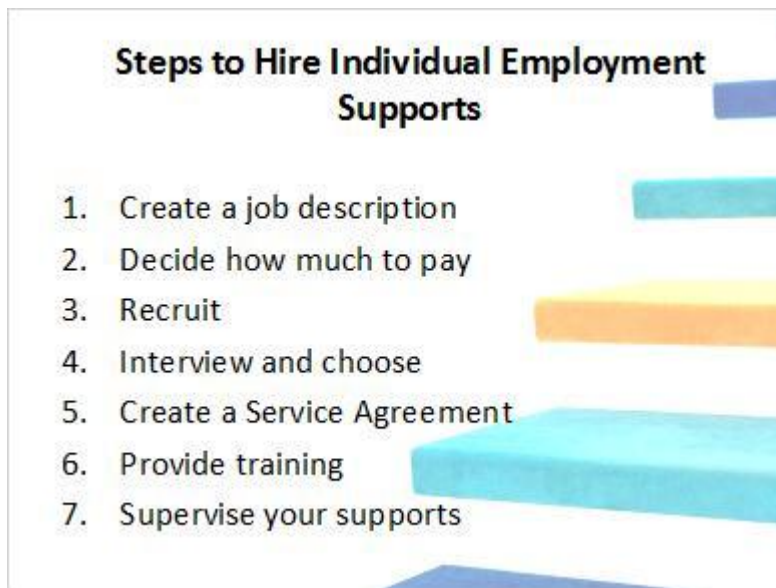 Steps to Hire Individual Employment
Supports
1. Create a job description
2. Decide how much to pay
3. Recruit
4. Interview and choose
5. Create a Service Agreement
6. Provide training
7. Supervise your supports